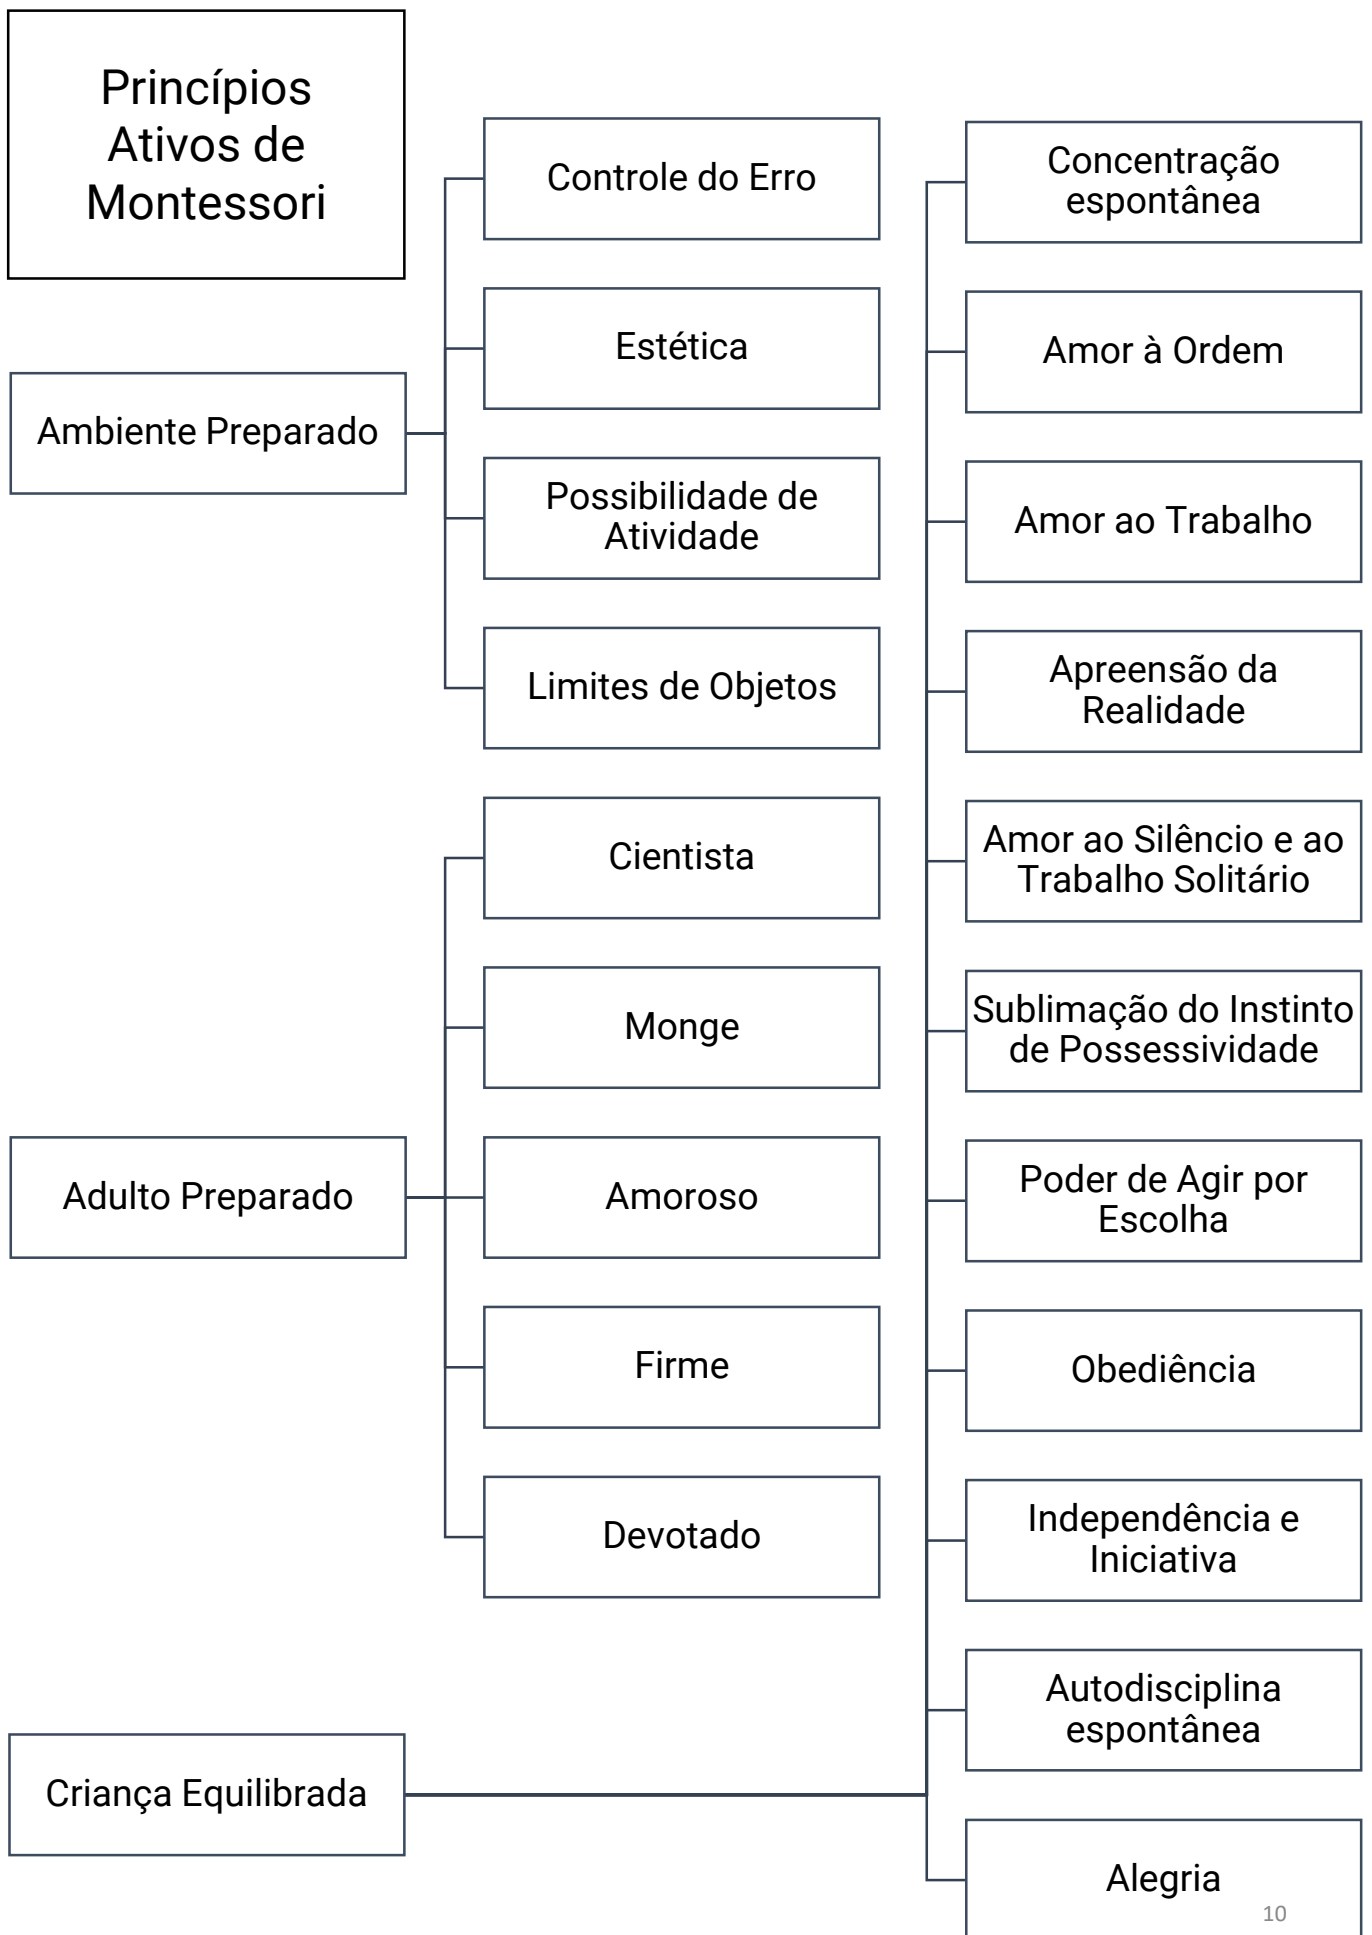 Princípios
Ativos de
Montessori
Ambiente Preparado
Controle do Erro
Estética
Possibilidade de
Atividade
Limites de Objetos
Adulto Preparado
Cientista
Monge
Amoroso
Firme
Devotado
Criança Equilibrada
Concentração
espontânea
Amor à Ordem
Amor ao Trabalho
Apreensão da
Realidade
Amor ao Silêncio e ao
Trabalho Solitário
Sublimação do Instinto
de Possessividade
Poder de Agir por
Escolha
Obediência
Independência e
Iniciativa
Autodisciplina
espontânea
Alegria
10